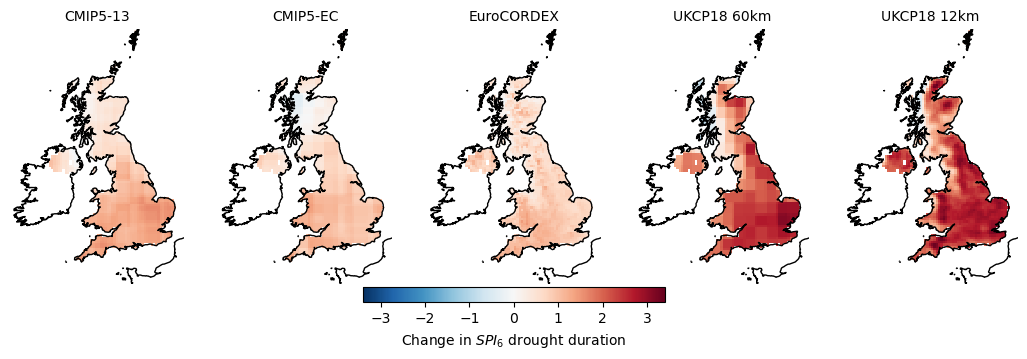 CMIP5-13 CMIP5-EC EuroCORDEX UKCP18 60km UKCP18 12km
−3 −2 −1 0 1 2 3
Change in SPI₆ drought duration